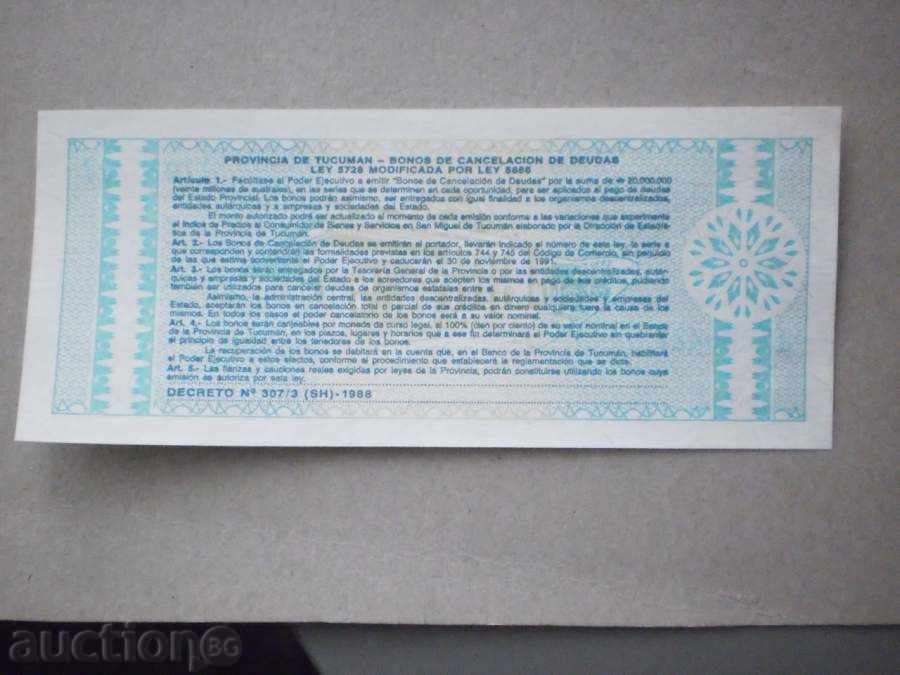 PROVINCIA DE TUCUMAN – BONOS DE CANCELACION DE DEUDAS
LEY 5728 MODIFICADA POR LEY 5886
Artículo 1.- Facúltase al Poder Ejecutivo a emitir "Bonos de Cancelación de Deudas" por la suma de ₳ 20.000.000
(veinte millones de australes), en las series que se determinen en cada oportunidad, para ser aplicados al pago de deudas
del Estado Provincial. Los bonos podrán asimismo, ser entregados con igual finalidad a los organismos descentralizados,
entidades autárquicas y a empresas y sociedades del Estado.
El monto autorizado podrá ser actualizado al momento de cada emisión conforme a las variaciones que experimente
el Indice de Precios al Consumidor de Bienes y Servicios en San Miguel de Tucumán elaborado por la Dirección de Estadís-
tica de la Provincia de Tucumán.
Art. 2.- Los Bonos de Cancelación de Deudas se emitirán al portador, llevarán indicado el número de esta ley, la serie a
que corresponden y contendrán las formalidades previstas en los artículos 744 y 745 del Código de Comercio, sin perjuicio
de las que estime conveniente el Poder Ejecutivo y caducarán el 30 de noviembre de 1991.
Art. 3.- Los bonos serán entregados por la Tesorería General de la Provincia o por las entidades descentralizadas, autár-
quicas y empresas y sociedades del Estado a los acreedores que acepten los mismos en pago de sus créditos, pudiendo
también ser utilizados para cancelar deudas de organismos estatales entre sí.
Asimismo, la administración central, las entidades descentralizadas, autárquicas y sociedades y empresas del
Estado, aceptarán los bonos en cancelación total o parcial de sus créditos en dinero cualquiera fuere la causa de los
mismos. En todos los casos el poder cancelatorio de los bonos será a su valor nominal.
Art. 4.- Los bonos serán canjeables por moneda de curso legal, al 100% (cien por ciento) de su valor nominal en el Banco
de la Provincia de Tucumán, en los plazos, lugares y horarios que a ese fin determinará el Poder Ejecutivo sin quebrantar
el principio de igualdad entre los tenedores de los bonos.
La recuperación de los bonos se debitará en la cuenta que, en el Banco de la Provincia de Tucumán, habilitará
el Poder Ejecutivo a estos efectos, conforme al procedimiento que establecerá la reglamentación que se dicte.
Art. 5.- Las fianzas y cauciones reales exigidas por leyes de la Provincia, podrán constituirse utilizando los bonos cuya
emisión se autoriza por esta ley.
DECRETO Nº 307/3 (SH)-1988
auction BG